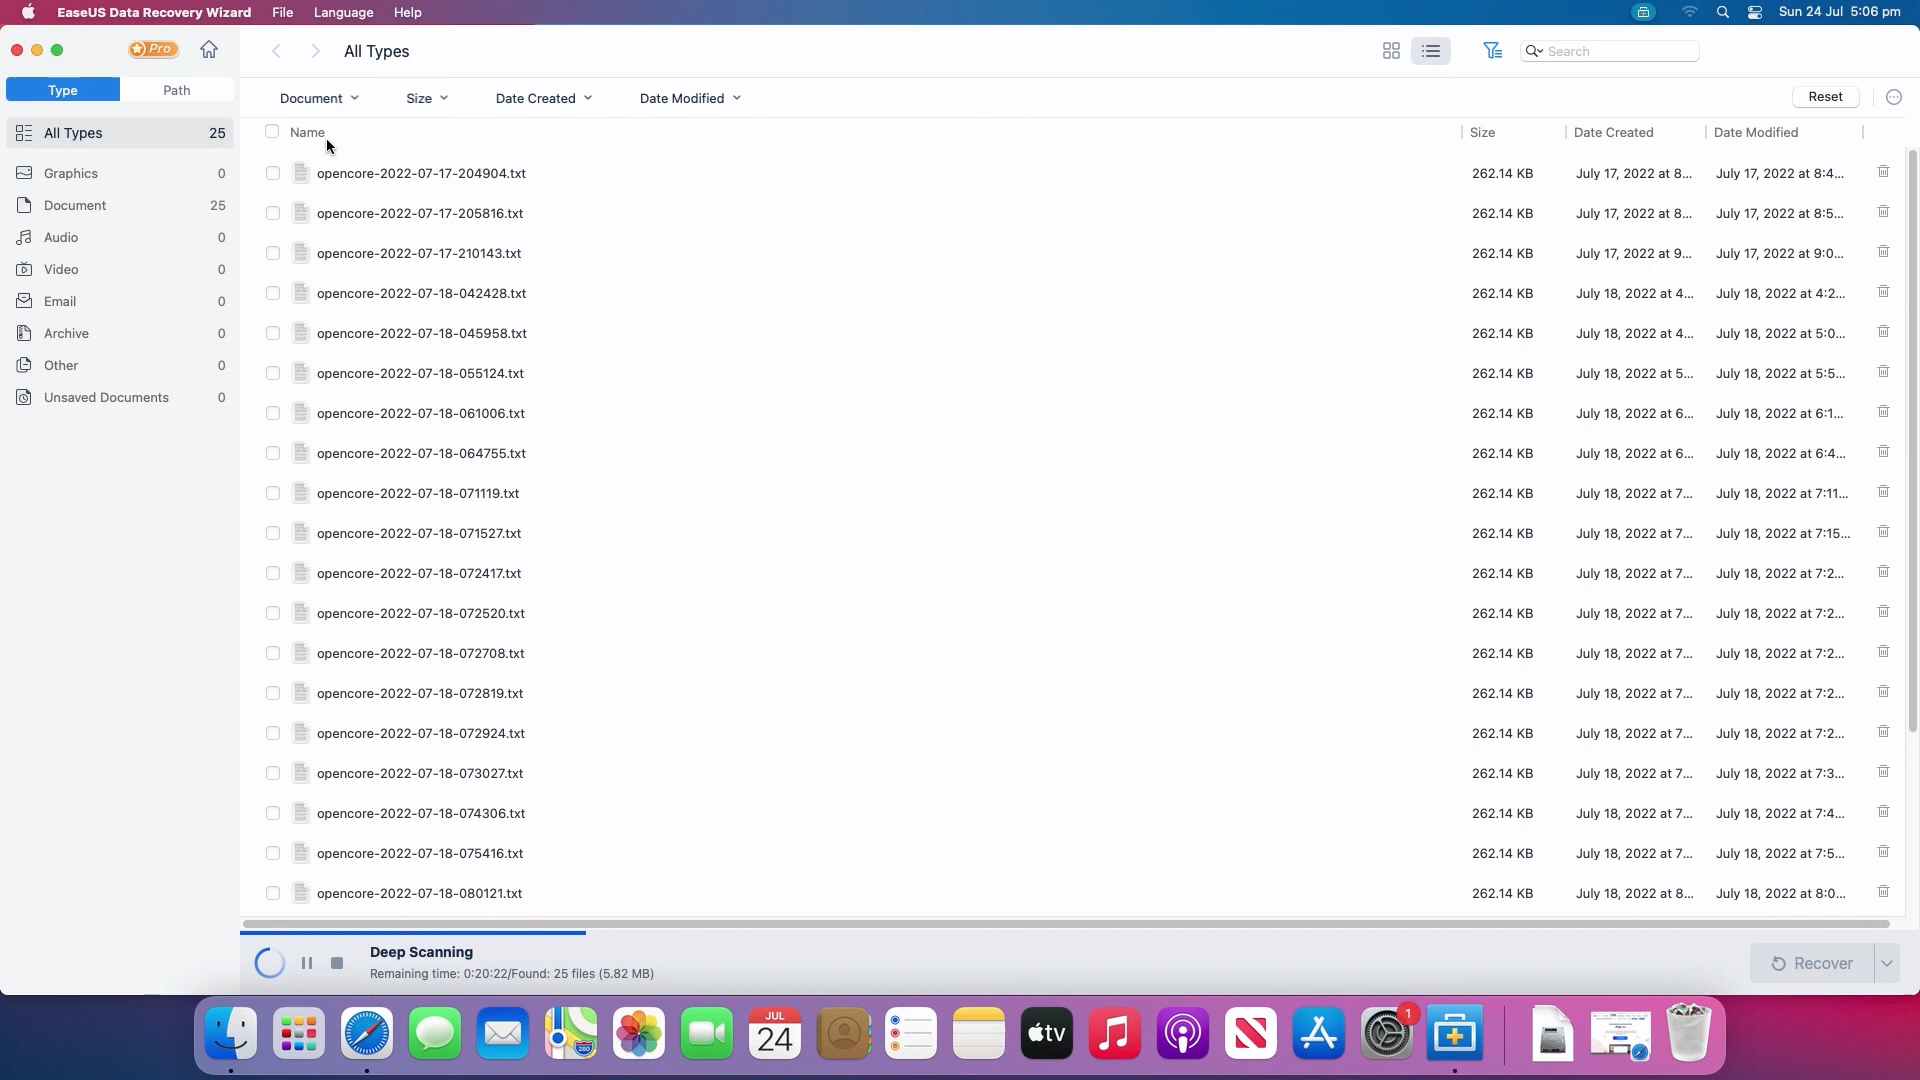 EaseUS Data Recovery Wizard File Language Help Sun 24 Jul 5:06 pm
Pro All Types Search
Type Path
Document Size Date Created Date Modified Reset
All Types 25
Graphics 0
Document 25
Audio 0
Video 0
Email 0
Archive 0
Other 0
Unsaved Documents 0
Name Size Date Created Date Modified
opencore-2022-07-17-204904.txt 262.14 KB July 17, 2022 at 8... July 17, 2022 at 8:4...
opencore-2022-07-17-205816.txt 262.14 KB July 17, 2022 at 8... July 17, 2022 at 8:5...
opencore-2022-07-17-210143.txt 262.14 KB July 17, 2022 at 9... July 17, 2022 at 9:0...
opencore-2022-07-18-042428.txt 262.14 KB July 18, 2022 at 4... July 18, 2022 at 4:2...
opencore-2022-07-18-045958.txt 262.14 KB July 18, 2022 at 4... July 18, 2022 at 5:0...
opencore-2022-07-18-055124.txt 262.14 KB July 18, 2022 at 5... July 18, 2022 at 5:5...
opencore-2022-07-18-061006.txt 262.14 KB July 18, 2022 at 6... July 18, 2022 at 6:1...
opencore-2022-07-18-064755.txt 262.14 KB July 18, 2022 at 6... July 18, 2022 at 6:4...
opencore-2022-07-18-071119.txt 262.14 KB July 18, 2022 at 7... July 18, 2022 at 7:11...
opencore-2022-07-18-071527.txt 262.14 KB July 18, 2022 at 7... July 18, 2022 at 7:15...
opencore-2022-07-18-072417.txt 262.14 KB July 18, 2022 at 7... July 18, 2022 at 7:2...
opencore-2022-07-18-072520.txt 262.14 KB July 18, 2022 at 7... July 18, 2022 at 7:2...
opencore-2022-07-18-072708.txt 262.14 KB July 18, 2022 at 7... July 18, 2022 at 7:2...
opencore-2022-07-18-072819.txt 262.14 KB July 18, 2022 at 7... July 18, 2022 at 7:2...
opencore-2022-07-18-072924.txt 262.14 KB July 18, 2022 at 7... July 18, 2022 at 7:2...
opencore-2022-07-18-073027.txt 262.14 KB July 18, 2022 at 7... July 18, 2022 at 7:3...
opencore-2022-07-18-074306.txt 262.14 KB July 18, 2022 at 7... July 18, 2022 at 7:4...
opencore-2022-07-18-075416.txt 262.14 KB July 18, 2022 at 7... July 18, 2022 at 7:5...
opencore-2022-07-18-080121.txt 262.14 KB July 18, 2022 at 8... July 18, 2022 at 8:0...
Deep Scanning
Remaining time: 0:20:22/Found: 25 files (5.82 MB)
Recover
JUL
24
280
tv
1